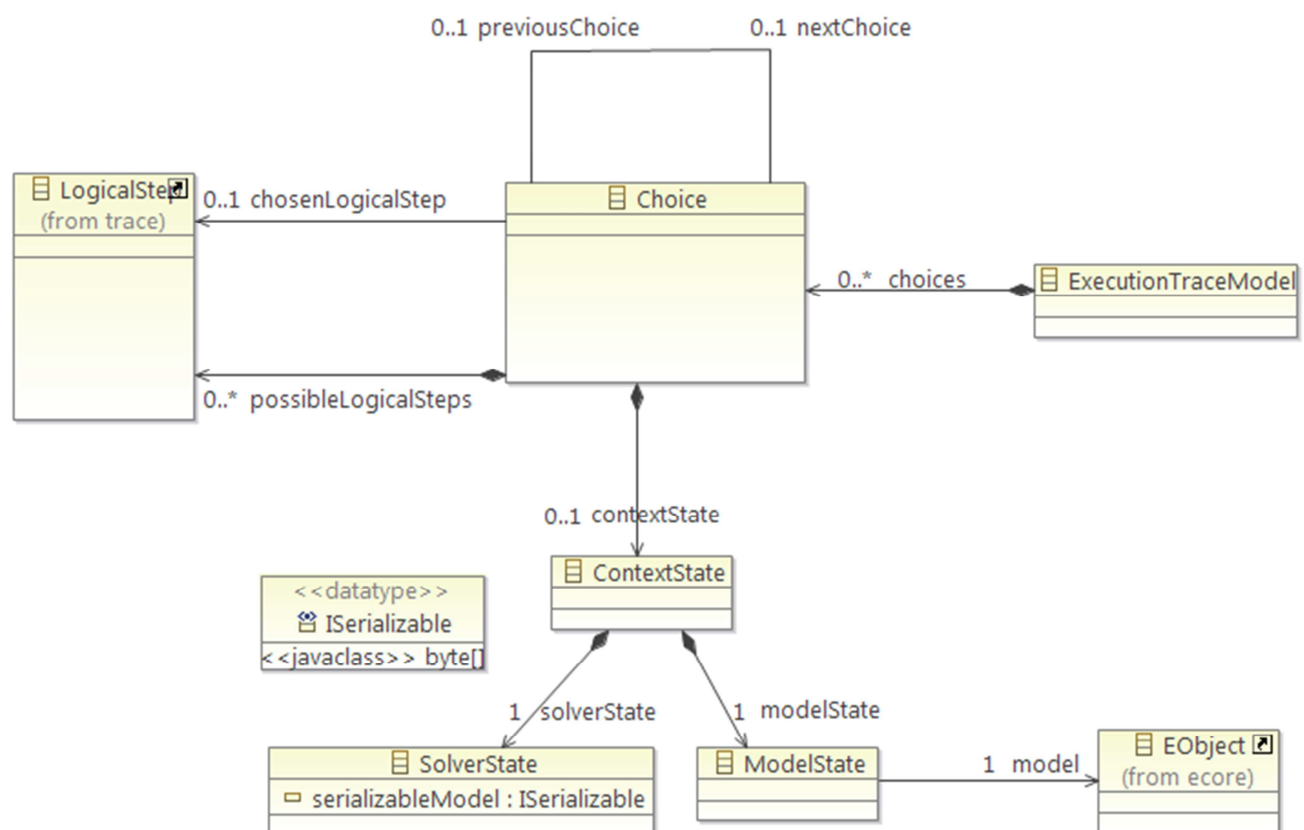 0..1 previousChoice
0..1 nextChoice
LogicalStep
(from trace)
0..1 chosenLogicalStep
Choice
0..* choices
ExecutionTraceModel
0..* possibleLogicalSteps
0..1 contextState
ContextState
<<datatype>>
ISerializable
<<javaclass>> byte[]
1 solverState
1 modelState
SolverState
serializableModel : ISerializable
ModelState
1 model
EObject
(from ecore)